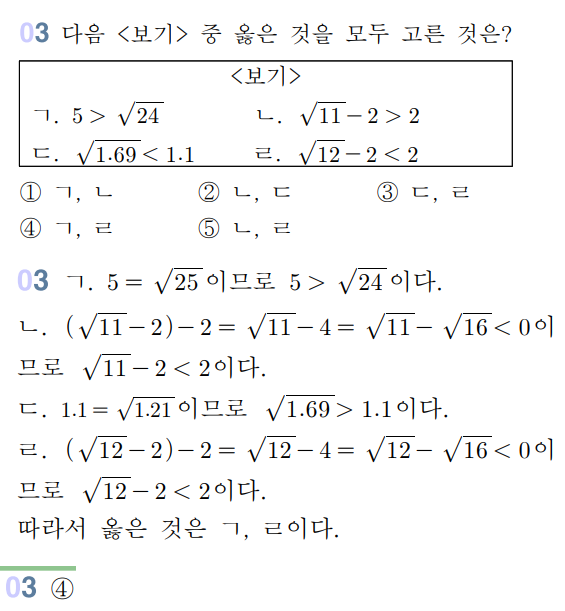 03 다음 <보기> 중 옳은 것을 모두 고른 것은?
<보기>
ㄱ. 5 > √24 ㄴ. √11 − 2 > 2
ㄷ. √1.69 < 1.1 ㄹ. √12 − 2 < 2
① ㄱ, ㄴ ② ㄴ, ㄷ ③ ㄷ, ㄹ
④ ㄱ, ㄹ ⑤ ㄴ, ㄹ
03 ㄱ. 5 = √25 이므로 5 > √24 이다.
ㄴ. (√11 − 2) − 2 = √11 − 4 = √11 − √16 < 0이
므로 √11 − 2 < 2이다.
ㄷ. 1.1 = √1.21 이므로 √1.69 > 1.1이다.
ㄹ. (√12 − 2) − 2 = √12 − 4 = √12 − √16 < 0이
므로 √12 − 2 < 2이다.
따라서 옳은 것은 ㄱ, ㄹ이다.
03 ④